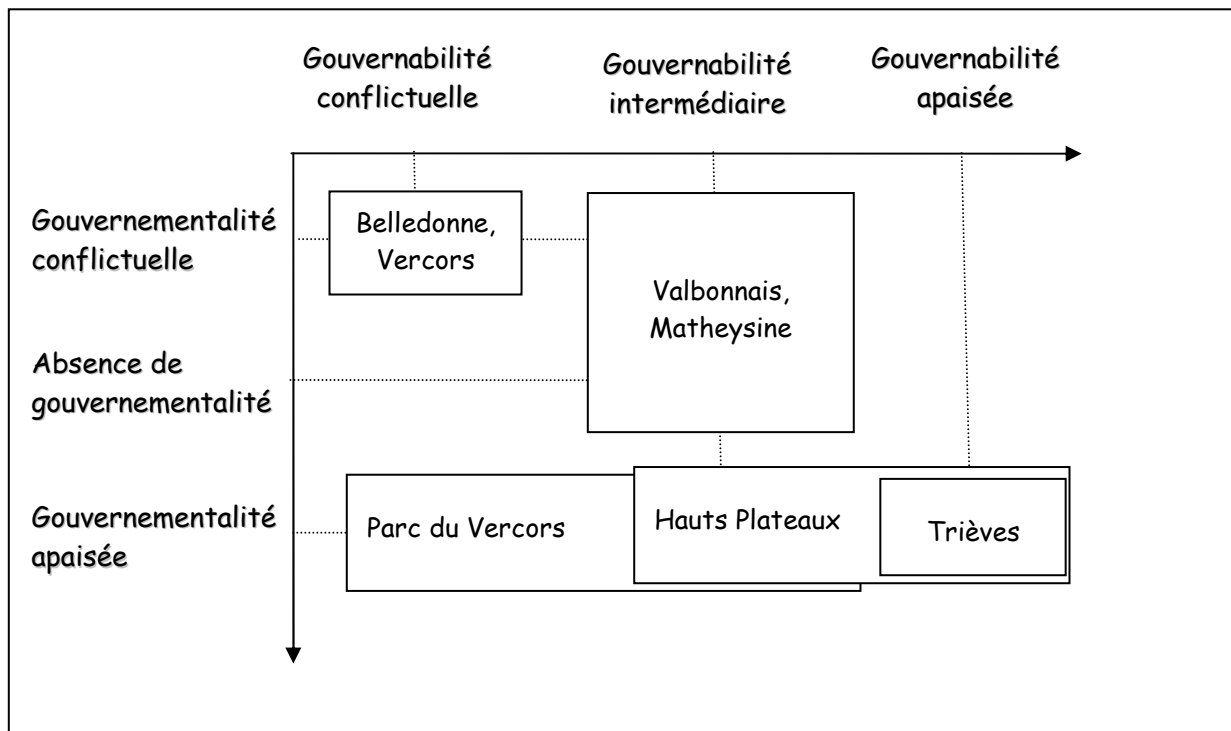 Gouvernabilité
conflictuelle
Gouvernabilité
intermédiaire
Gouvernabilité
apaisée
Gouvernementalité
conflictuelle
Belledonne,
Vercors
Valbonnais,
Matheysine
Absence de
gouvernementalité
Gouvernementalité
apaisée
Parc du Vercors
Hauts Plateaux
Trièves